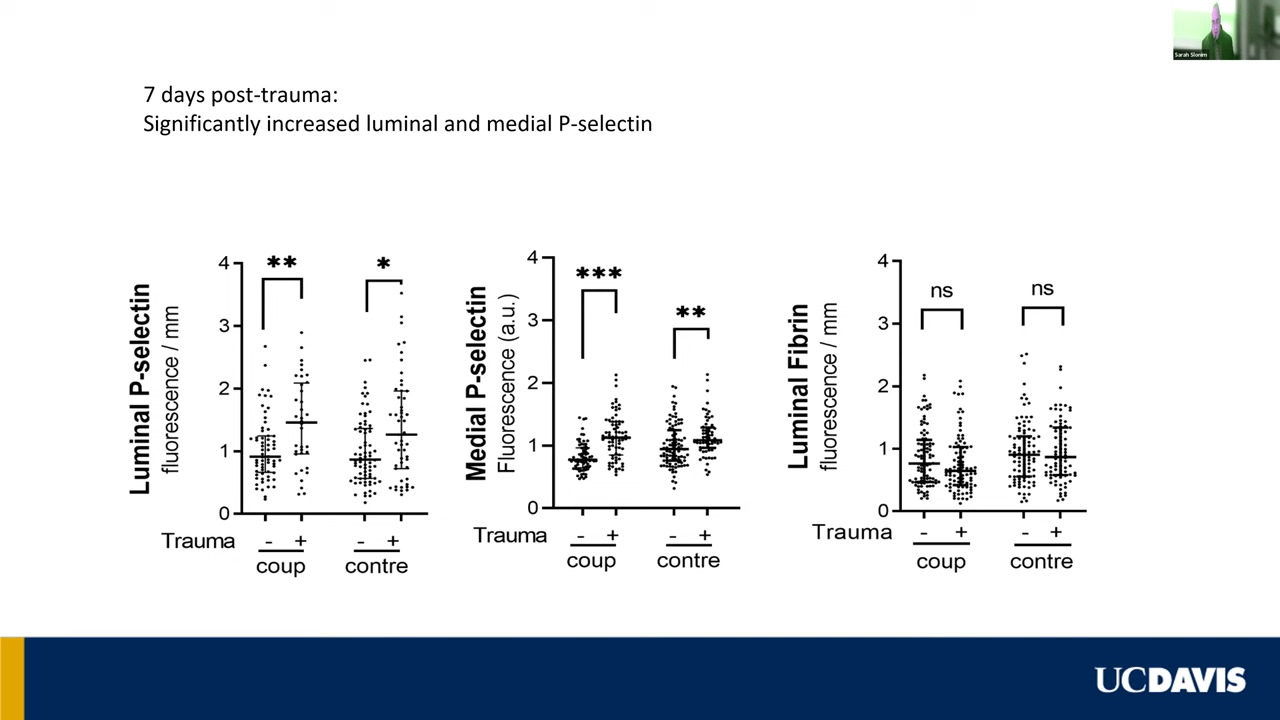 Sarah Slonim
7 days post-trauma:
Significantly increased luminal and medial P-selectin
Luminal P-selectin
fluorescence / mm
4
3
2
1
0
**
*
Trauma - + - +
coup contre
Medial P-selectin
Fluorescence (a.u.)
4
3
2
1
0
***
**
Trauma - + - +
coup contre
Luminal Fibrin
fluorescence / mm
4
3
2
1
0
ns ns
Trauma - + - +
coup contre
UCDAVIS